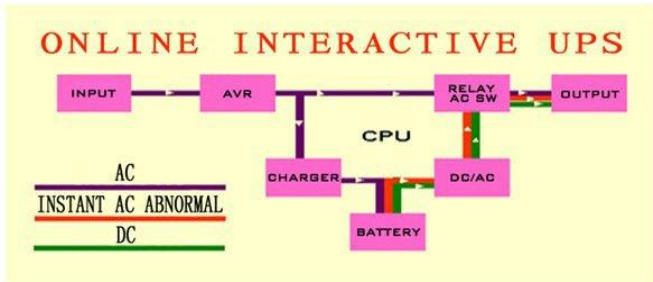 ONLINE INTERACTIVE UPS
INPUT
AVR
RELAY
AC SW
OUTPUT
CPU
CHARGER
DC/AC
BATTERY
AC
INSTANT AC ABNORMAL
DC